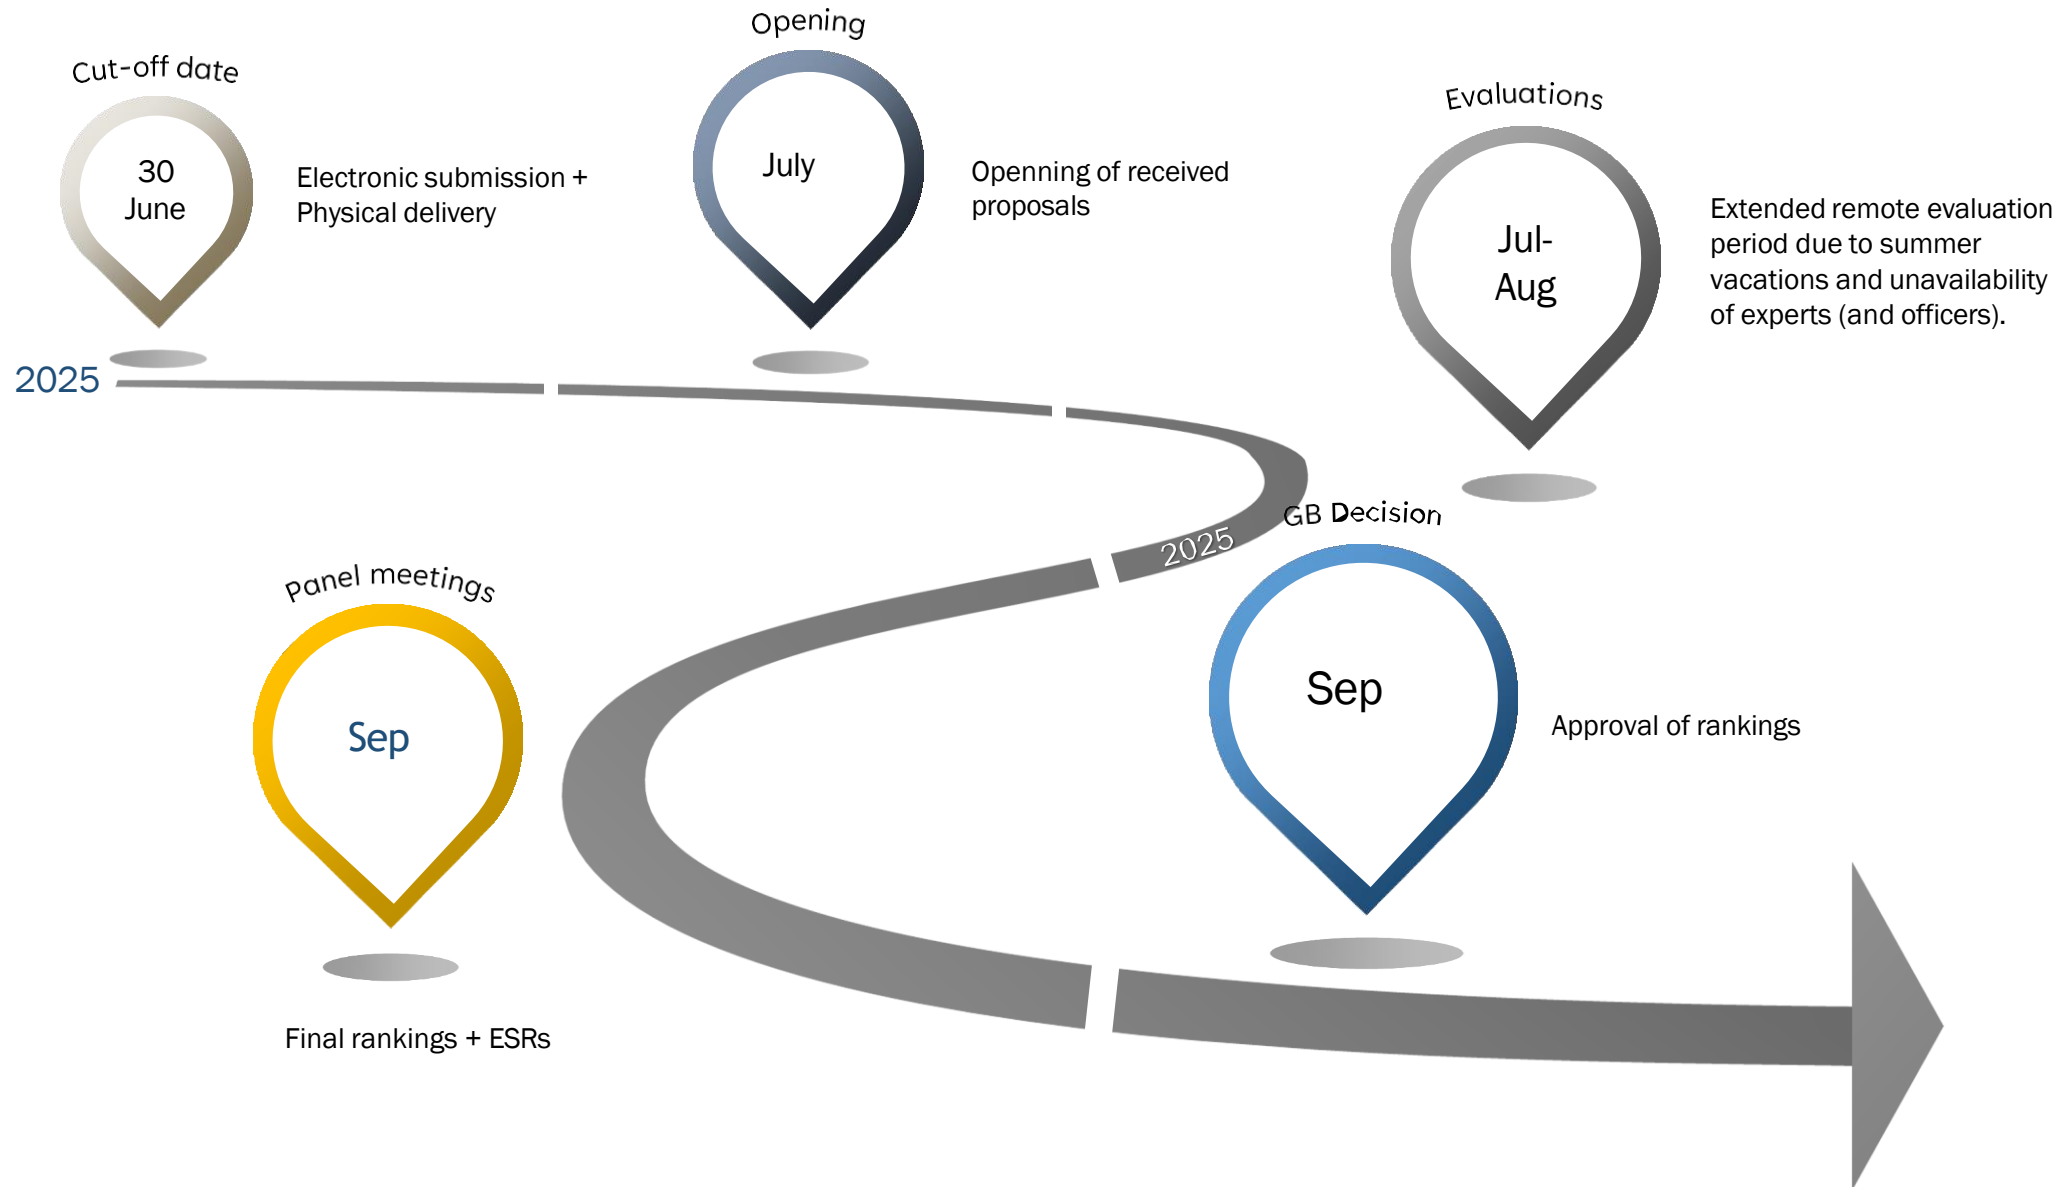 Cut-off date
30
June
Electronic submission +
Physical delivery
Opening
July
Openning of received
proposals
Evaluations
Jul-
Aug
Extended remote evaluation
period due to summer
vacations and unavailability
of experts (and officers).
2025
2025
Panel meetings
Sep
Final rankings + ESRs
GB Decision
Sep
Approval of rankings